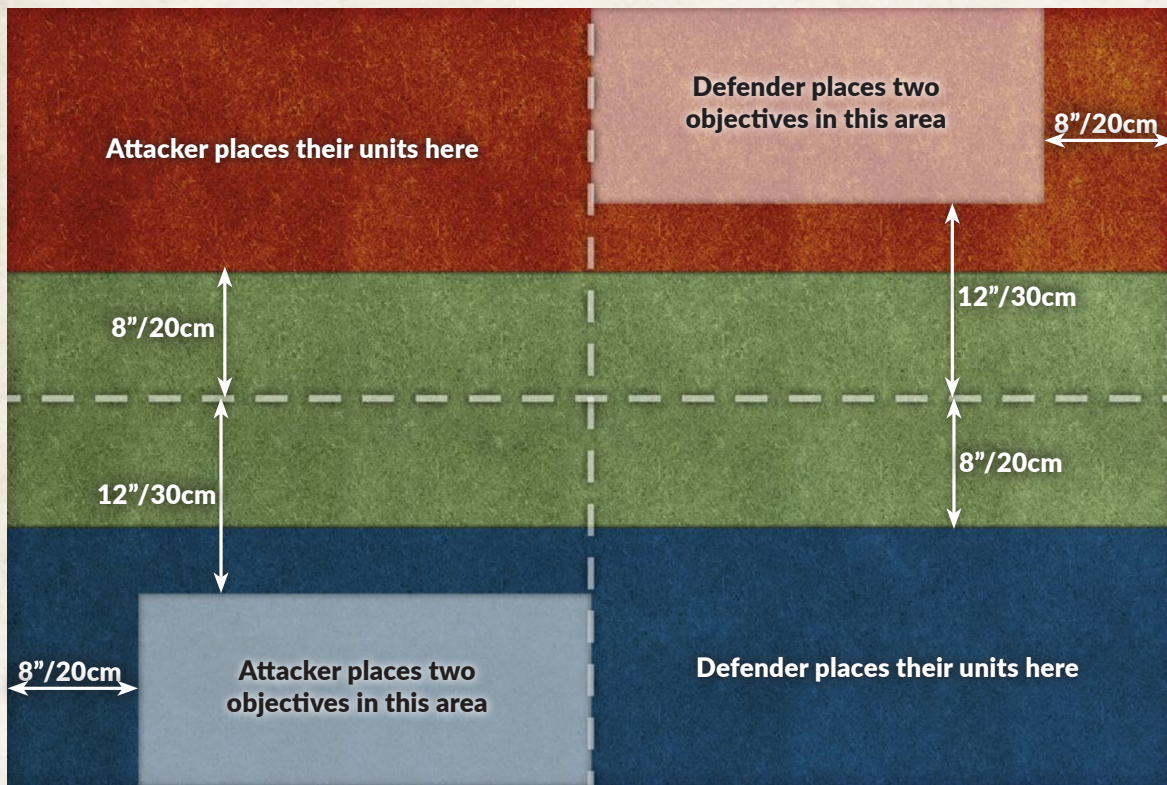 Defender places two
objectives in this area
8”/20cm
Attacker places their units here
12”/30cm
8”/20cm
8”/20cm
12”/30cm
8”/20cm
Attacker places two
objectives in this area
Defender places their units here